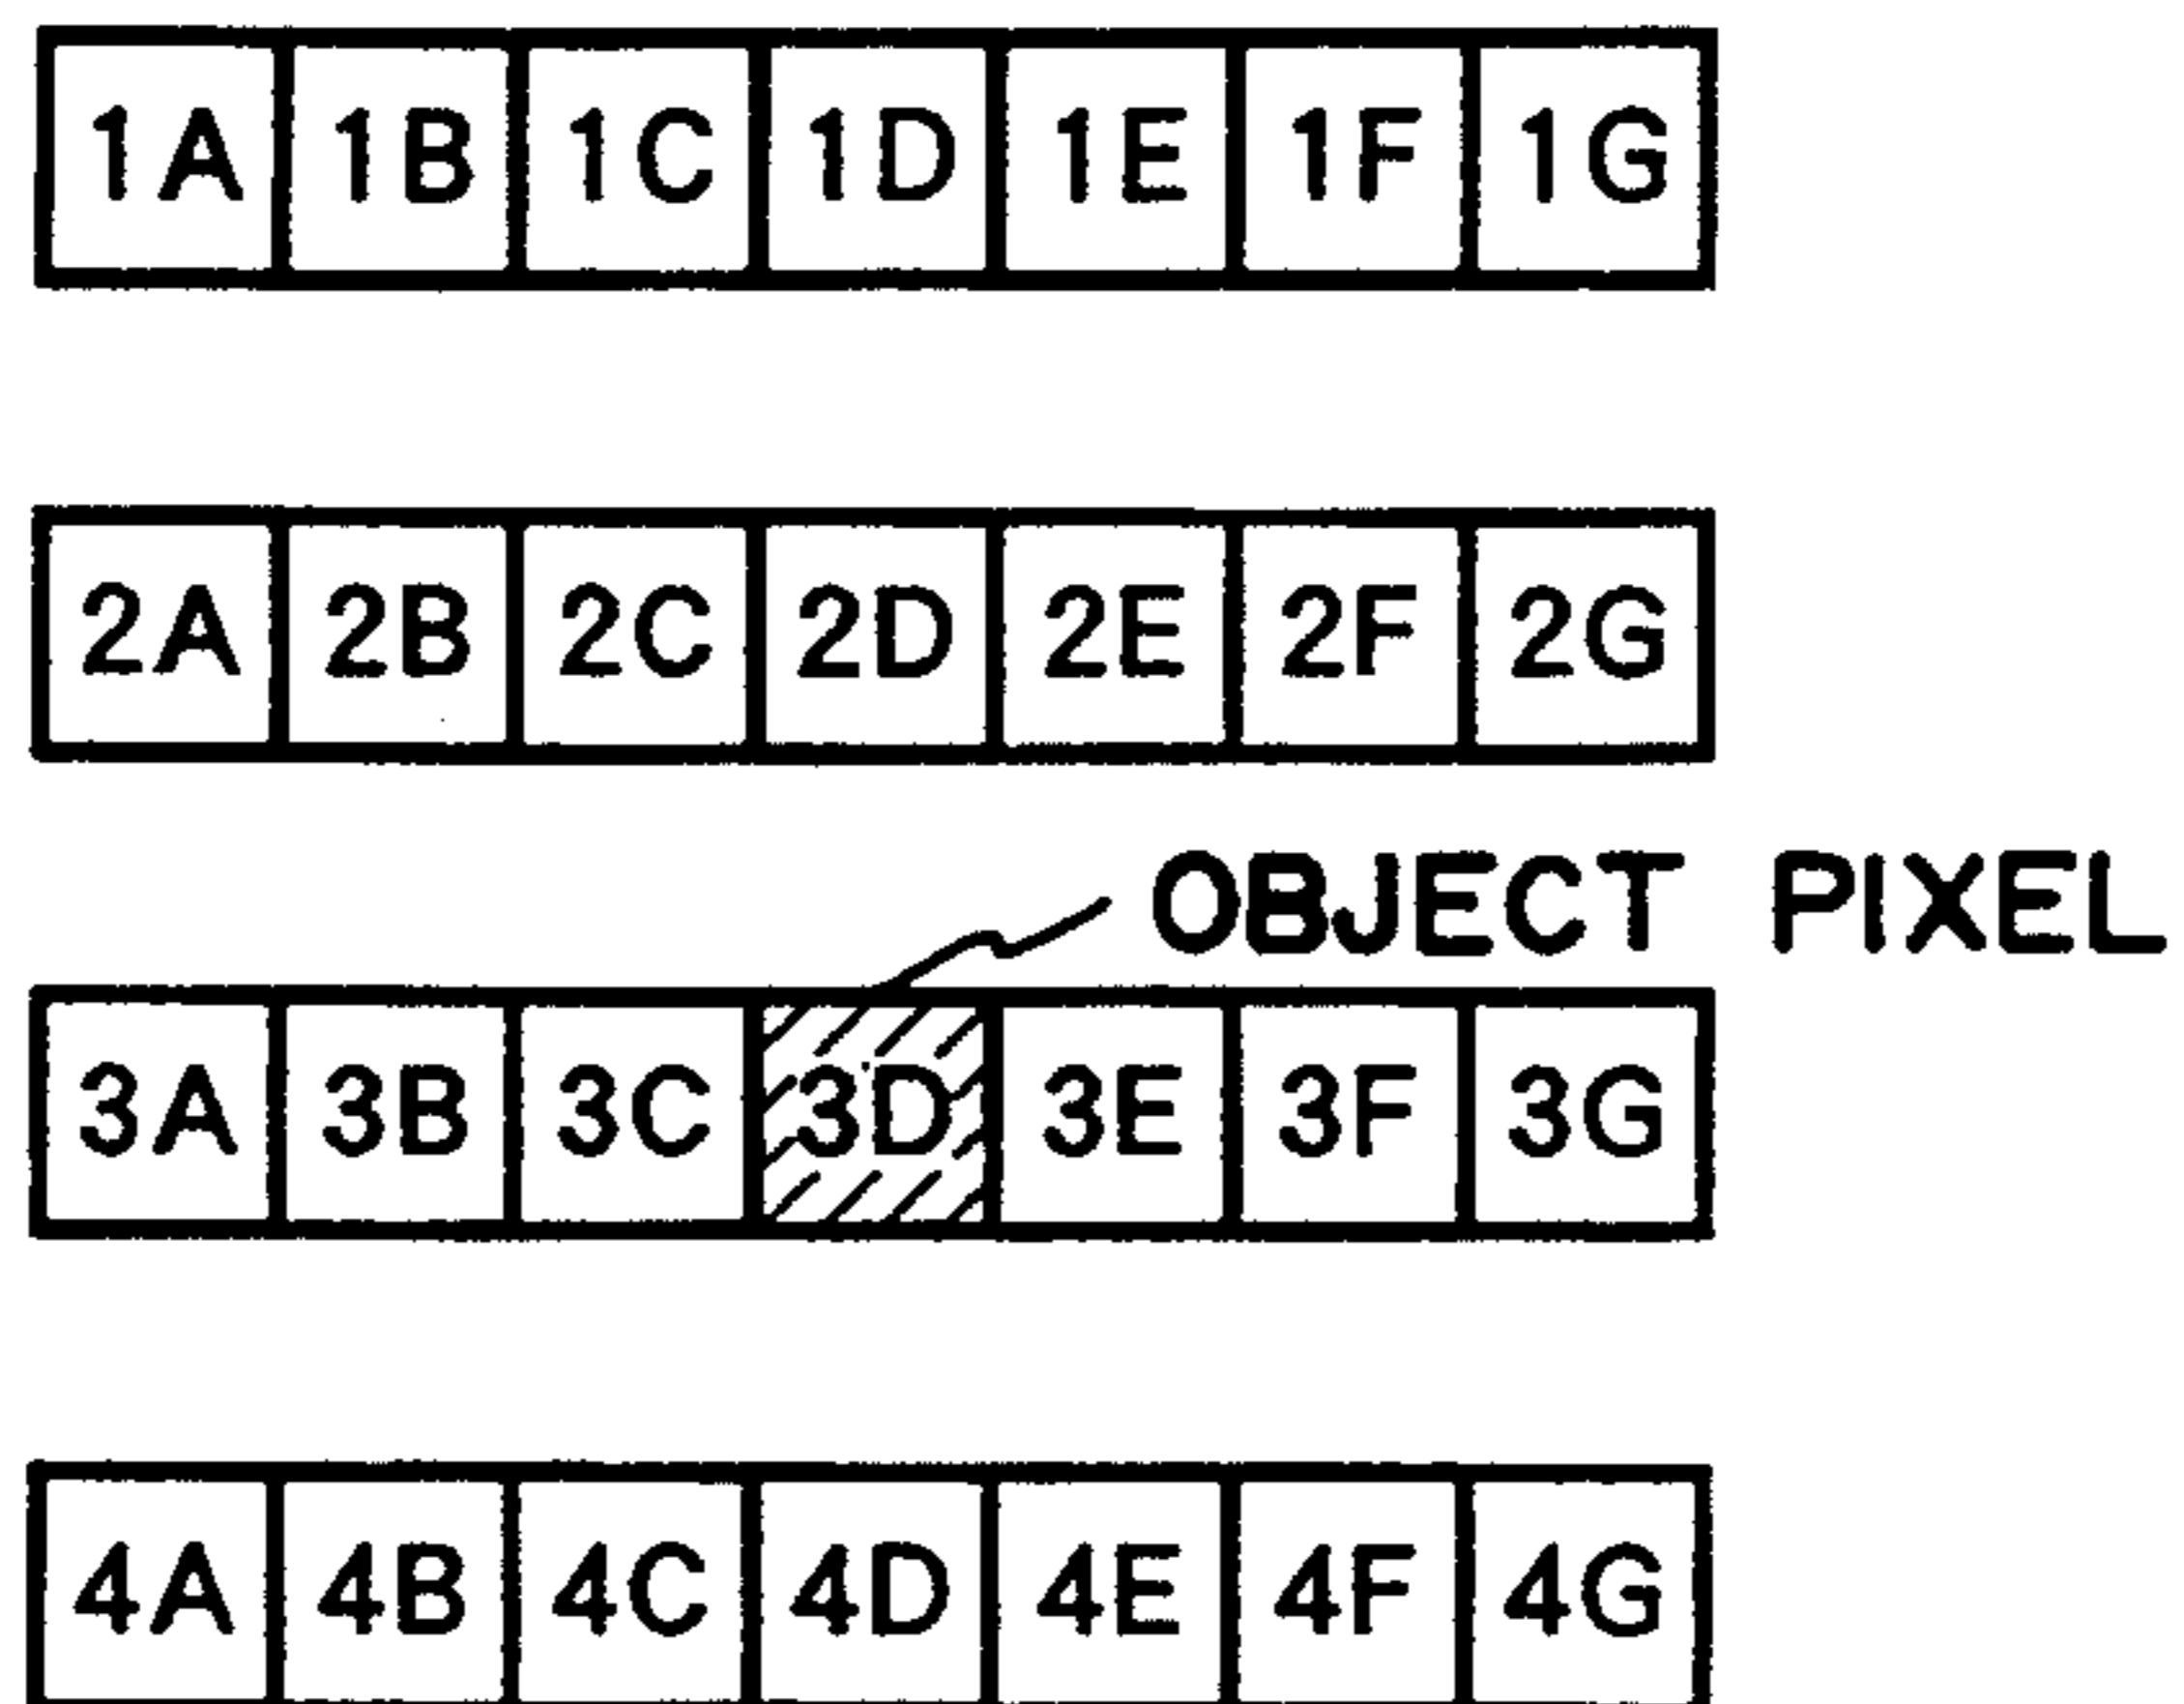 1A 1B 1C 1D 1E 1F 1G
2A 2B 2C 2D 2E 2F 2G
OBJECT PIXEL
3A 3B 3C 3D 3E 3F 3G
4A 4B 4C 4D 4E 4F 4G